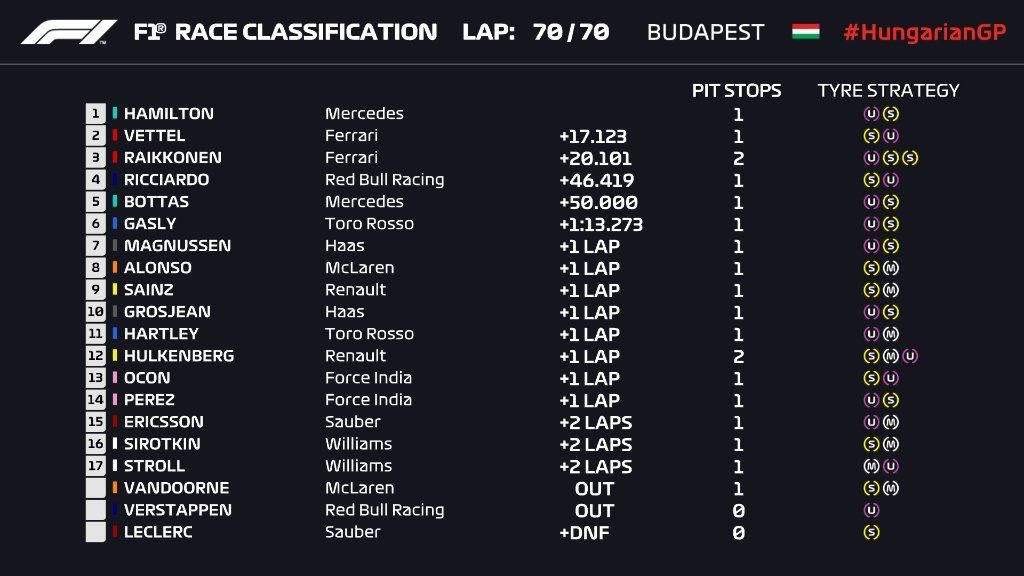 F1 F1® RACE CLASSIFICATION LAP: 70/70 BUDAPEST #HungarianGP
PIT STOPS TYRE STRATEGY
1 HAMILTON Mercedes 1 U S
2 VETTEL Ferrari +17.123 1 S U
3 RAIKKONEN Ferrari +20.101 2 U S S
4 RICCIARDO Red Bull Racing +46.419 1 S U
5 BOTTAS Mercedes +50.000 1 U S
6 GASLY Toro Rosso +1:13.273 1 U S
7 MAGNUSSEN Haas +1 LAP 1 U S
8 ALONSO McLaren +1 LAP 1 S M
9 SAINZ Renault +1 LAP 1 S M
10 GROSJEAN Haas +1 LAP 1 U S
11 HARTLEY Toro Rosso +1 LAP 1 U M
12 HULKENBERG Renault +1 LAP 2 S M U
13 OCON Force India +1 LAP 1 S U
14 PEREZ Force India +1 LAP 1 U S
15 ERICSSON Sauber +2 LAPS 1 U M
16 SIROTKIN Williams +2 LAPS 1 S M
17 STROLL Williams +2 LAPS 1 M U
VANDOORNE McLaren OUT 1 S M
VERSTAPPEN Red Bull Racing OUT 0 U
LECLERC Sauber +DNF 0 S